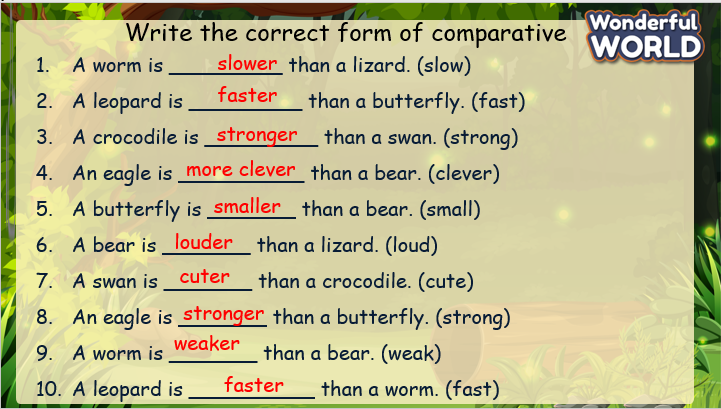 Write the correct form of comparative
Wonderful
WORLD
1. A worm is slower than a lizard. (slow)
2. A leopard is faster than a butterfly. (fast)
3. A crocodile is stronger than a swan. (strong)
4. An eagle is more clever than a bear. (clever)
5. A butterfly is smaller than a bear. (small)
6. A bear is louder than a lizard. (loud)
7. A swan is cuter than a crocodile. (cute)
8. An eagle is stronger than a butterfly. (strong)
9. A worm is weaker than a bear. (weak)
10. A leopard is faster than a worm. (fast)